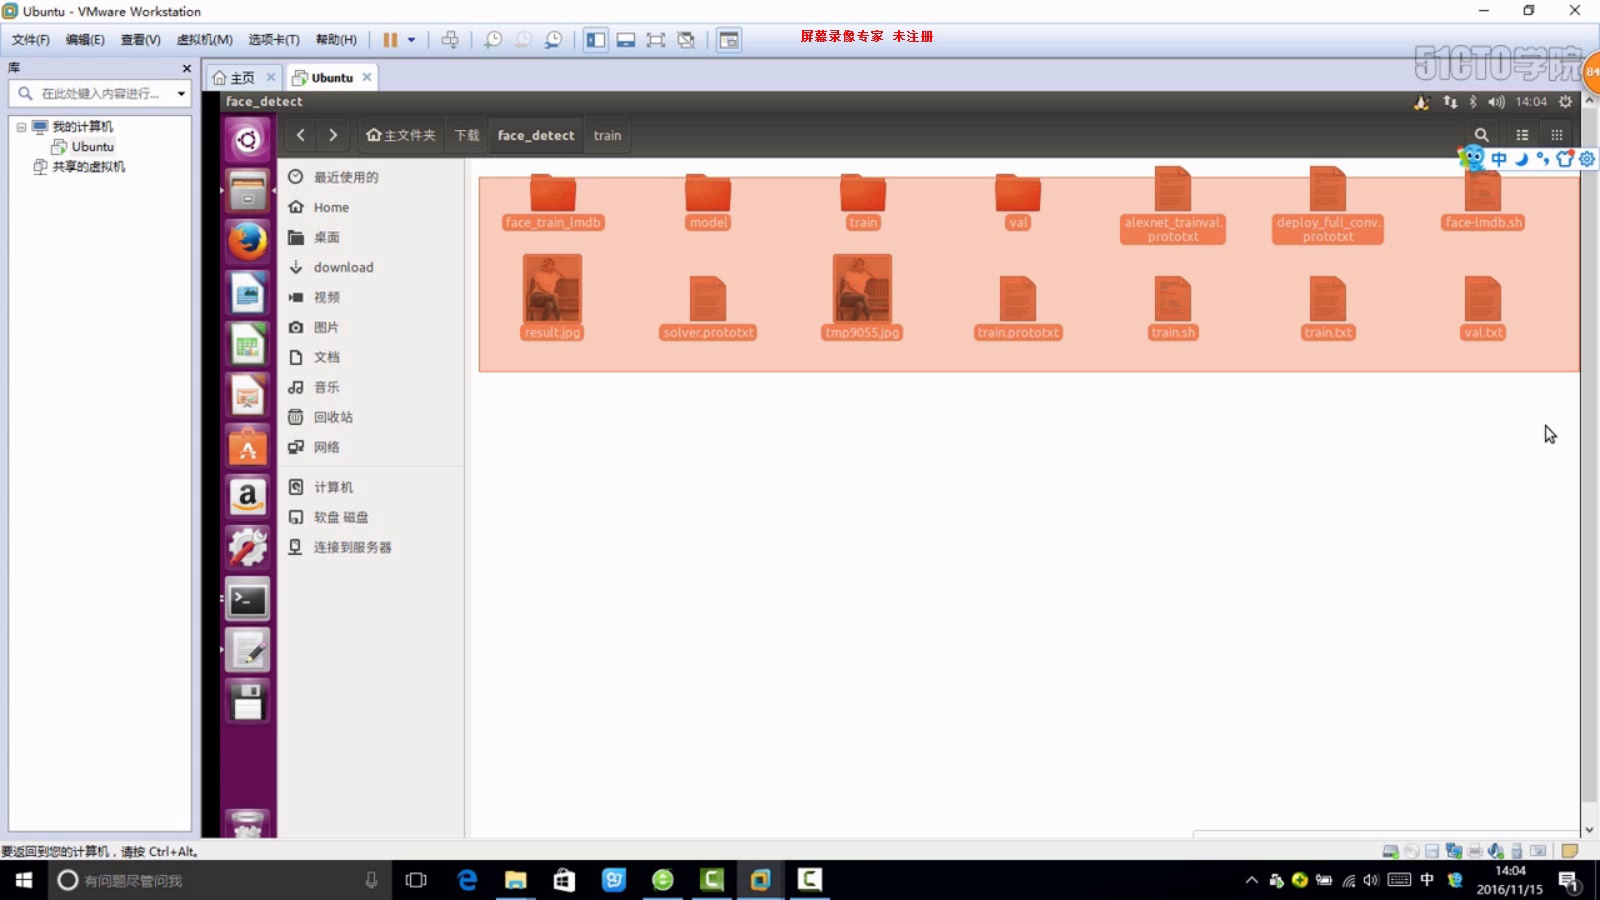 Ubuntu - VMware Workstation
文件(F) 编辑(E) 查看(V) 虚拟机(M) 选项卡(T) 帮助(H)
屏幕录像专家 未注册
51CTO学院
84
库
主页
Ubuntu
在此处键入内容进行...
我的计算机
Ubuntu
共享的虚拟机
face_detect
14:04
主文件夹 下载 face_detect train
中
最近使用的
Home
桌面
download
视频
图片
文档
音乐
回收站
网络
计算机
软盘 磁盘
连接到服务器
face_train_lmdb
model
train
val
alexnet_trainval.
prototxt
deploy_full_conv.
prototxt
face-lmdb.sh
result.jpg
solver.prototxt
tmp9055.jpg
train.prototxt
train.sh
train.txt
val.txt
要返回到您的计算机，请按 Ctrl+Alt。
有问题尽管问我
中
14:04
2016/11/15
1